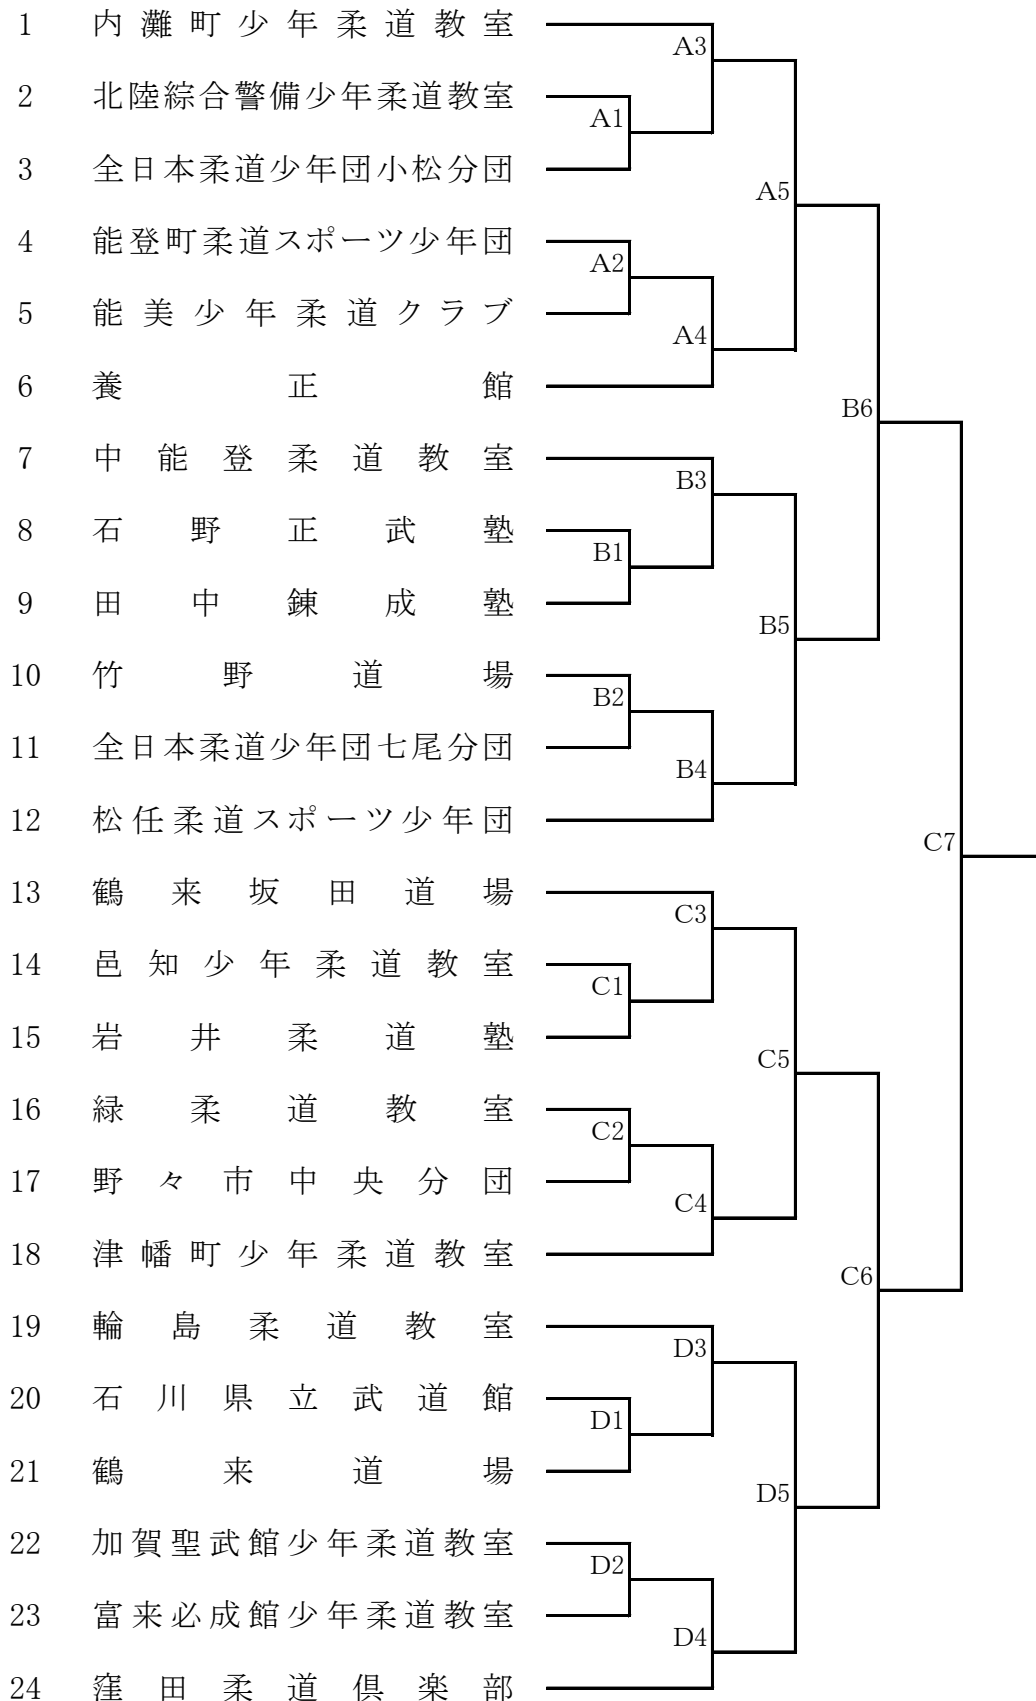 1 内灘町少年柔道教室
A3
2 北陸綜合警備少年柔道教室
A1
3 全日本柔道少年団小松分団
A5
4 能登町柔道スポーツ少年団
A2
5 能美少年柔道クラブ
A4
6 養正館
B6
7 中能登柔道教室
B3
8 石野正武塾
B1
9 田中錬成塾
B5
10 竹野道場
B2
11 全日本柔道少年団七尾分団
B4
12 松任柔道スポーツ少年団
C7
13 鶴来坂田道場
C3
14 邑知少年柔道教室
C1
15 岩井柔道塾
C5
16 緑柔道教室
C2
17 野々市中央分団
C4
18 津幡町少年柔道教室
C6
19 輪島柔道教室
D3
20 石川県立武道館
D1
21 鶴来道場
D5
22 加賀聖武館少年柔道教室
D2
23 富来必成館少年柔道教室
D4
24 窪田柔道倶楽部